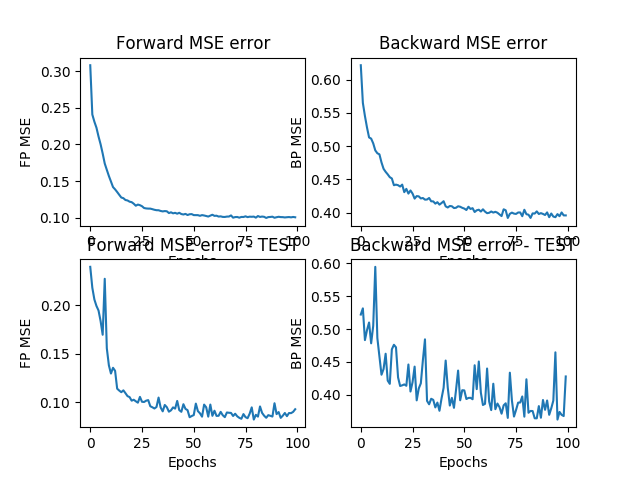 Forward MSE error
FP MSE
0.30
0.25
0.20
0.15
0.10
0 25 50 75 100
Epochs
Backward MSE error
BP MSE
0.60
0.55
0.50
0.45
0.40
0 25 50 75 100
Epochs
Forward MSE error - TEST
FP MSE
0.20
0.15
0.10
0 25 50 75 100
Epochs
Backward MSE error - TEST
BP MSE
0.60
0.55
0.50
0.45
0.40
0 25 50 75 100
Epochs